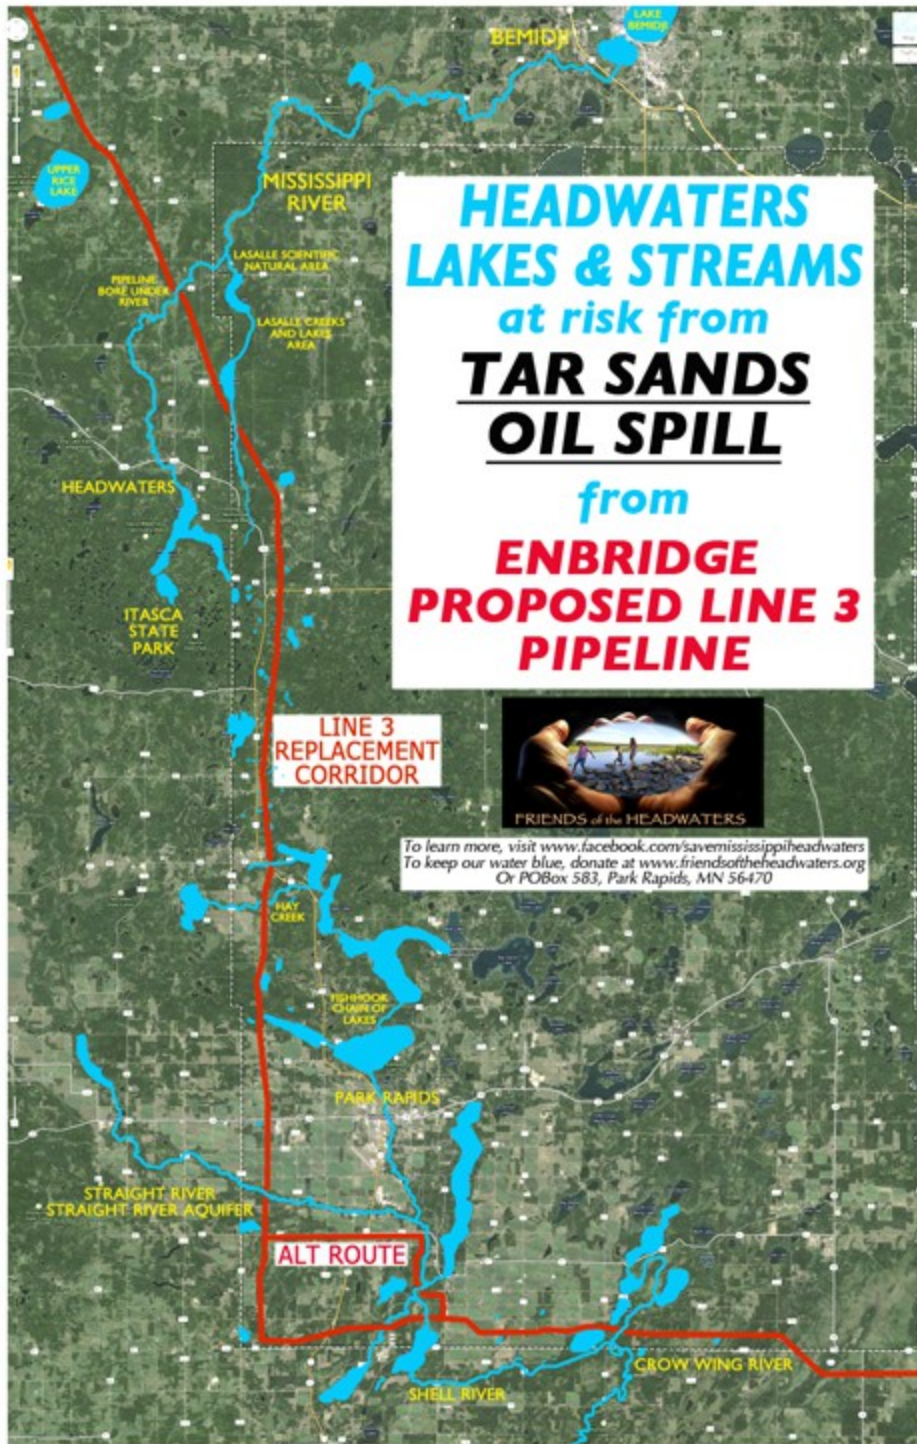 LAKE
BEMIDJI
BEMIDJI
UPPER
RICE
LAKE
MISSISSIPPI
RIVER
LASALLE SCIENTIFIC
NATURAL AREA
PIPELINE
BORE UNDER
RIVER
LASALLE CREEKS
AND LAKES
AREA
HEADWATERS
LAKES & STREAMS
at risk from
TAR SANDS
OIL SPILL
from
ENBRIDGE
PROPOSED LINE 3
PIPELINE
HEADWATERS
ITASCA
STATE
PARK
LINE 3
REPLACEMENT
CORRIDOR
FRIENDS of the HEADWATERS
To learn more, visit www.facebook.com/savemississippiheadwaters
To keep our water blue, donate at www.friendsoftheheadwaters.org
Or POBox 583, Park Rapids, MN 56470
HAY
CREEK
FISHHOOK
CHAIN OF
LAKES
PARK RAPIDS
STRAIGHT RIVER
STRAIGHT RIVER AQUIFER
ALT ROUTE
CROW WING RIVER
SHELL RIVER